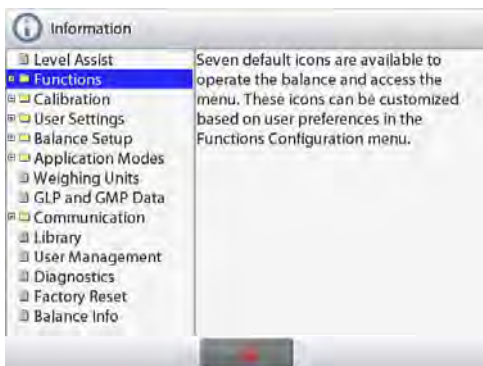 Information
Level Assist
Functions
Calibration
User Settings
Balance Setup
Application Modes
Weighing Units
GLP and GMP Data
Communication
Library
User Management
Diagnostics
Factory Reset
Balance Info
Seven default icons are available to
operate the balance and access the
menu. These icons can be customized
based on user preferences in the
Functions Configuration menu.